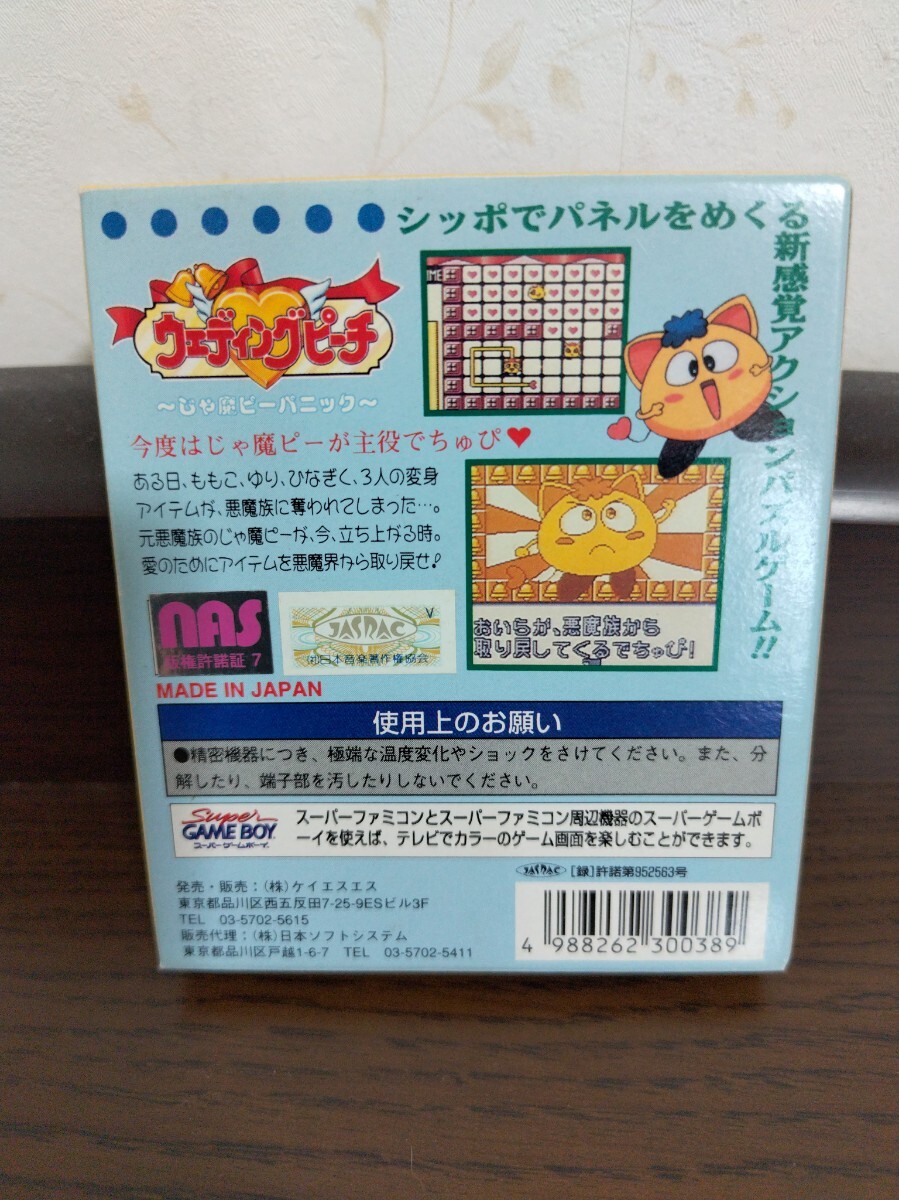 シッポでパネルをめくる新感覚アクションパズルゲーム!!
ウエディングピーチ
～じゃ魔ピーパニック～
IME
今度はじゃ魔ピーが主役でちゅぴ♥
ある日、ももこ、ゆり、ひなぎく、3人の変身
アイテムが、悪魔族に奪われてしまった…。
元悪魔族のじゃ魔ピーが、今、立ち上がる時。
愛のためにアイテムを悪魔界から取り戻せ!
おいらが、悪魔族から
取り戻してくるでちゅぴ!
nas
版権許諾証 7
V
JASRAC
(社)日本音楽著作権協会
MADE IN JAPAN
使用上のお願い
●精密機器につき、極端な温度変化やショックをさけてください。また、分
解したり、端子部を汚したりしないでください。
Super
GAME BOY
スーパーゲームボーイ
スーパーファミコンとスーパーファミコン周辺機器のスーパーゲームボ
ーイを使えば、テレビでカラーのゲーム画面を楽しむことができます。
JASRAC [録]許諾第952563号
発売・販売:(株)ケイエスエス
東京都品川区西五反田7-25-9ESビル3F
TEL 03-5702-5615
販売代理:(株)日本ソフトシステム
東京都品川区戸越1-6-7 TEL 03-5702-5411
4 988262 300389